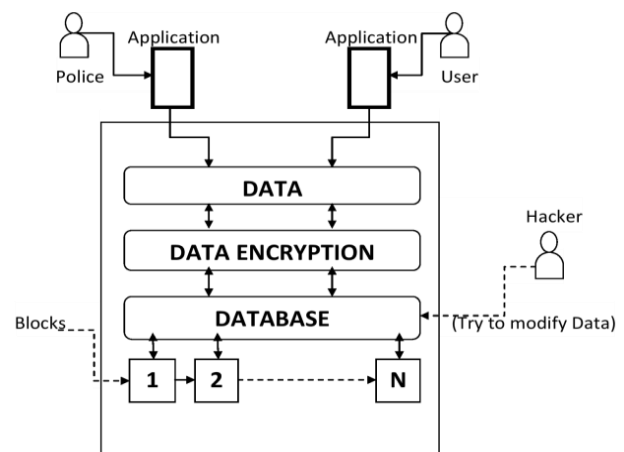 Application
Application
Police
User
DATA
Hacker
DATA ENCRYPTION
Blocks
DATABASE
(Try to modify Data)
1
2
N